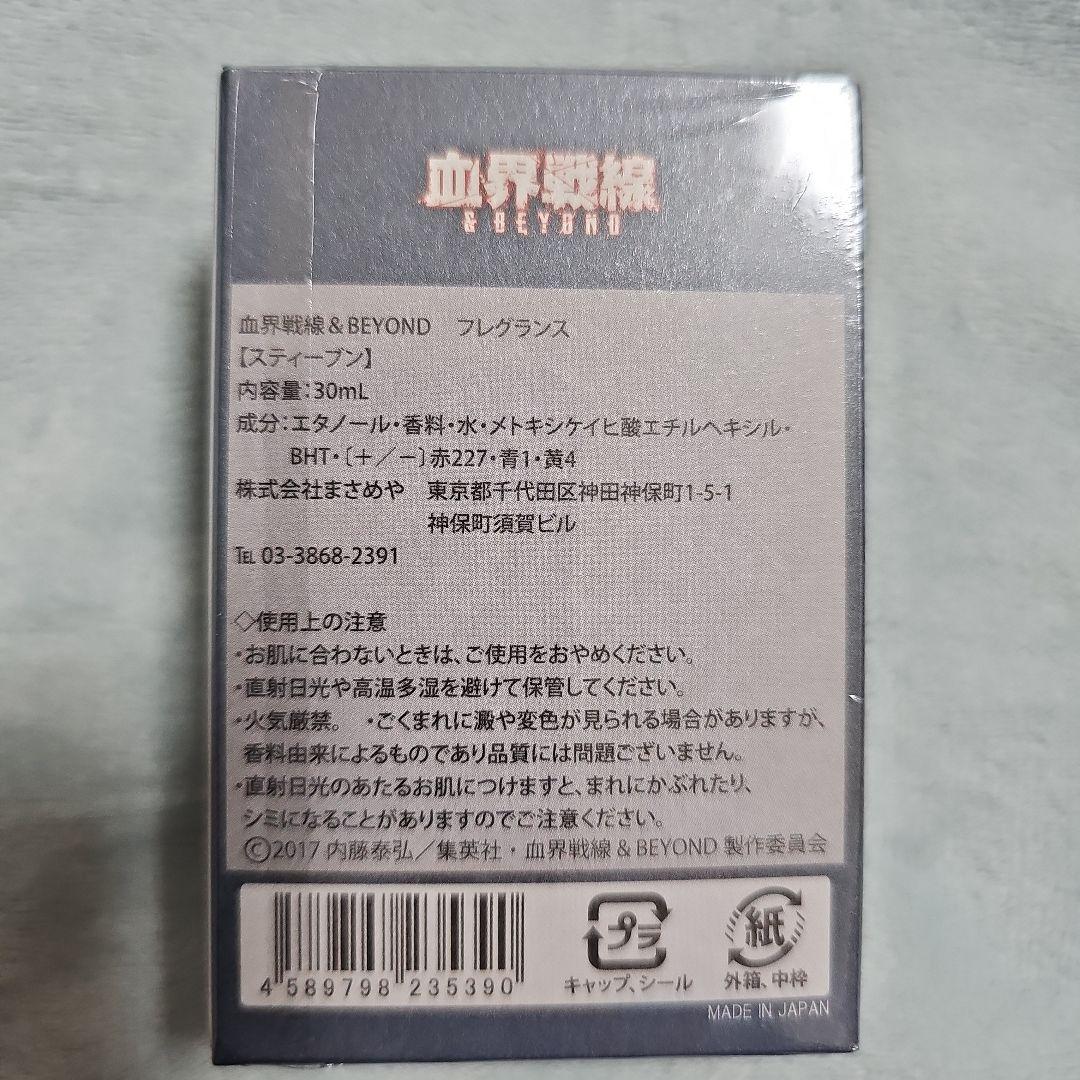 血界戦線
& BEYOND
血界戦線&BEYOND フレグランス
【スティーブン】
内容量:30mL
成分:エタノール・香料・水・メトキシケイヒ酸エチルヘキシル・
BHT・〔+/−〕赤227・青1・黄4
株式会社まさめや 東京都千代田区神田神保町1-5-1
神保町須賀ビル
℡ 03-3868-2391
◇使用上の注意
・お肌に合わないときは、ご使用をおやめください。
・直射日光や高温多湿を避けて保管してください。
・火気厳禁。 ・ごくまれに澱や変色が見られる場合がありますが、
香料由来によるものであり品質には問題ございません。
・直射日光のあたるお肌につけますと、まれにかぶれたり、
シミになることがありますのでご注意ください。
©2017 内藤泰弘/集英社・血界戦線&BEYOND 製作委員会
4 589798 235390
プラ
キャップ、シール
紙
外箱、中枠
MADE IN JAPAN